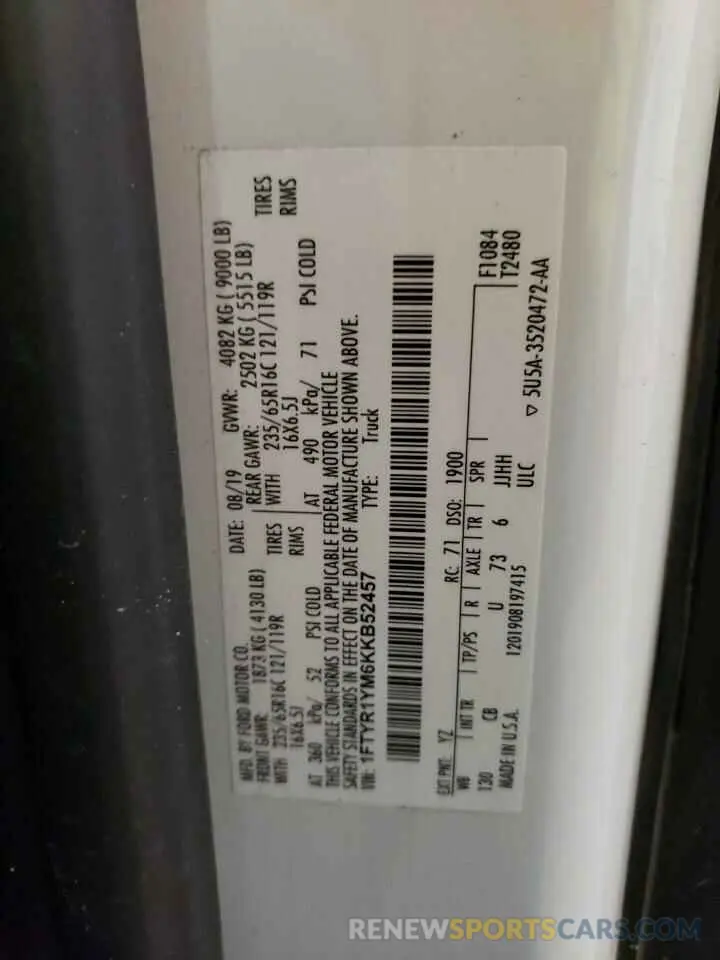 MFD. BY FORD MOTOR CO. DATE: 08/19 GVWR: 4082 KG ( 9000 LB)
FRONT GAWR: 1873 KG ( 4130 LB) REAR GAWR: 2502 KG ( 5515 LB)
WITH 235/65R16C 121/119R TIRES WITH 235/65R16C 121/119R TIRES
16X6.5J RIMS 16X6.5J RIMS
AT 360 kPa/ 52 PSI COLD AT 490 kPa/ 71 PSI COLD
THIS VEHICLE CONFORMS TO ALL APPLICABLE FEDERAL MOTOR VEHICLE
SAFETY STANDARDS IN EFFECT ON THE DATE OF MANUFACTURE SHOWN ABOVE.
VIN: 1FTYR1YM6KKB52457 TYPE: Truck
EXT PNT: YZ RC: 71 DSO: 1900
WB INT TR TP/PS R AXLE TR SPR F1084
130 CB U 73 6 JJHH T2480
MADE IN U.S.A. 1201908197415 ULC
▽ 5U5A-3520472-AA
RENEWSPORTSCARS.COM